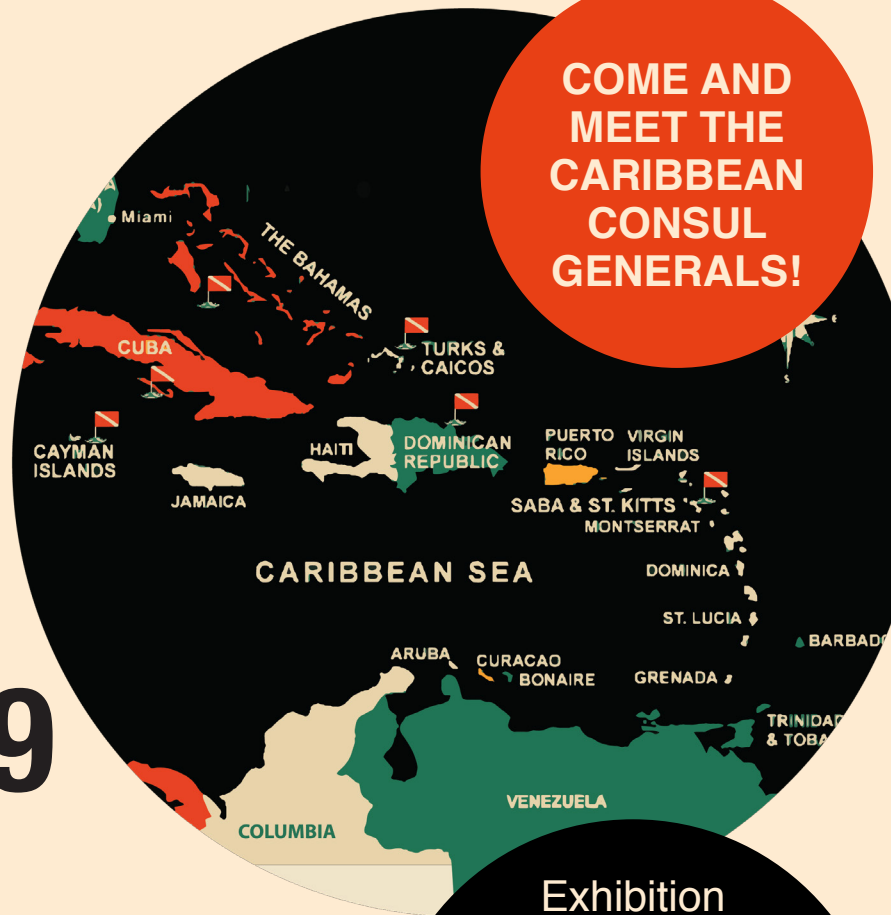 COME AND
MEET THE
CARIBBEAN
CONSUL
GENERALS!
Miami
THE BAHAMAS
CUBA
TURKS &
CAICOS
CAYMAN
ISLANDS
JAMAICA
HAITI
DOMINICAN
REPUBLIC
PUERTO
RICO
VIRGIN
ISLANDS
SABA & ST. KITTS
MONTSERRAT
CARIBBEAN SEA
DOMINICA
ST. LUCIA
BARBADO
ARUBA
CURACAO
BONAIRE
GRENADA
TRINIDAD
& TOBA
9
VENEZUELA
COLUMBIA
Exhibition
E
S